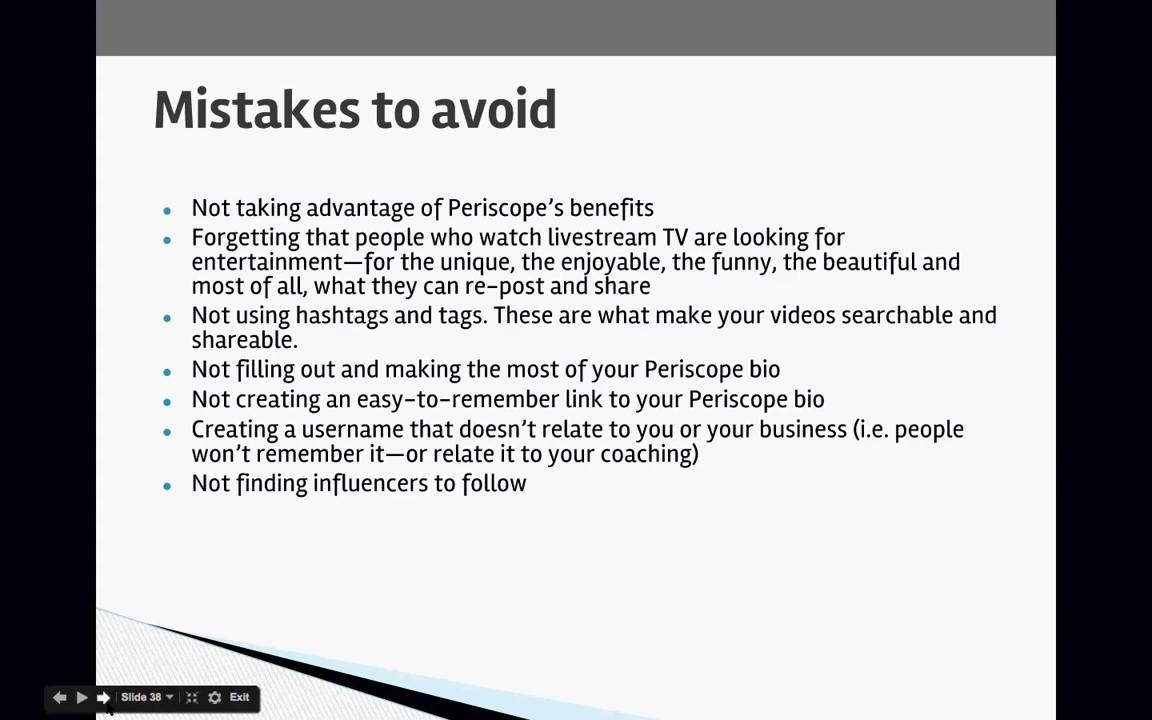 Mistakes to avoid
Not taking advantage of Periscope’s benefits
Forgetting that people who watch livestream TV are looking for
entertainment—for the unique, the enjoyable, the funny, the beautiful and
most of all, what they can re-post and share
Not using hashtags and tags. These are what make your videos searchable and
shareable.
Not filling out and making the most of your Periscope bio
Not creating an easy-to-remember link to your Periscope bio
Creating a username that doesn’t relate to you or your business (i.e. people
won’t remember it—or relate it to your coaching)
Not finding influencers to follow
Slide 38 Exit